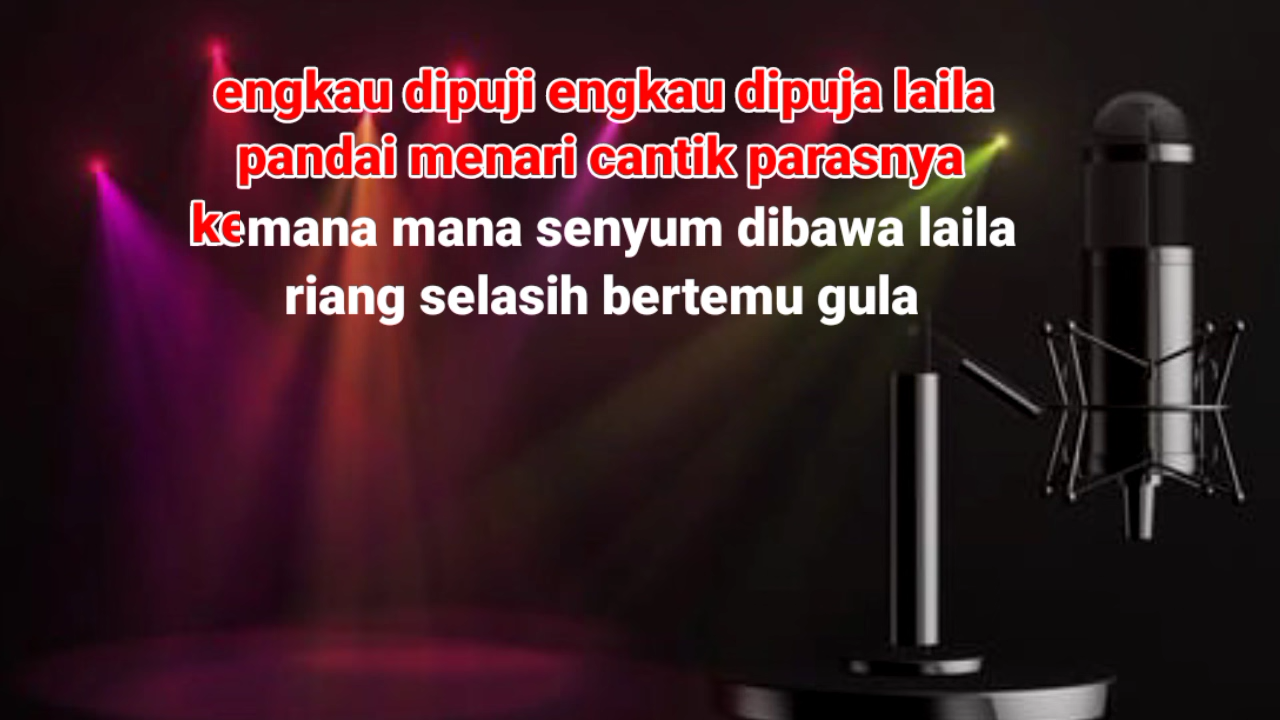 engkau dipuji engkau dipuja laila
pandai menari cantik parasnya
kemana mana senyum dibawa laila
riang selasih bertemu gula